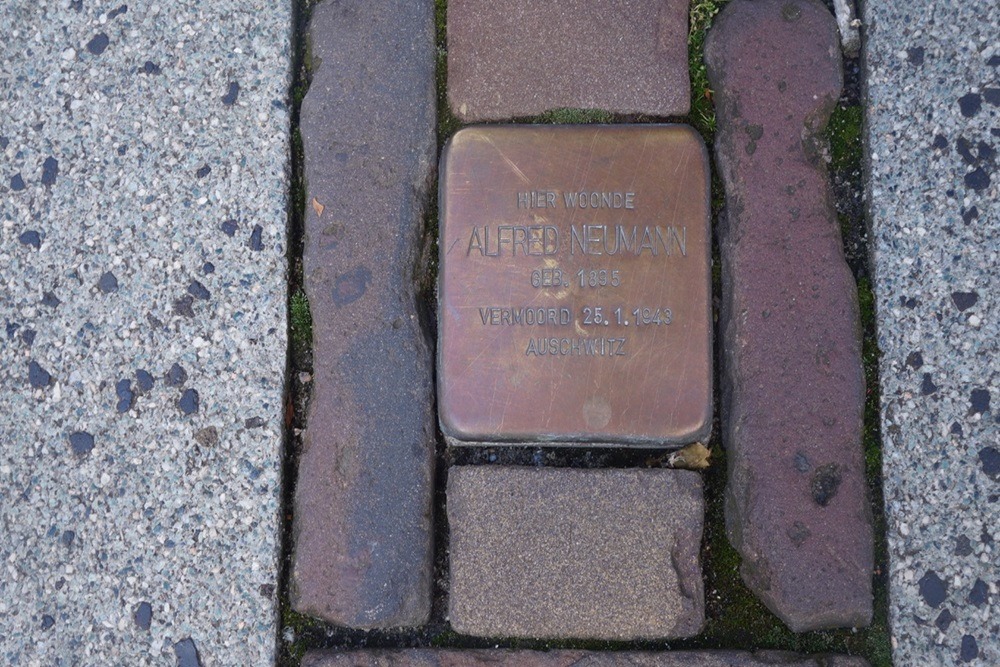 HIER WOONDE
ALFRED NEUMANN
GEB. 1895
VERMOORD 25.1.1943
AUSCHWITZ